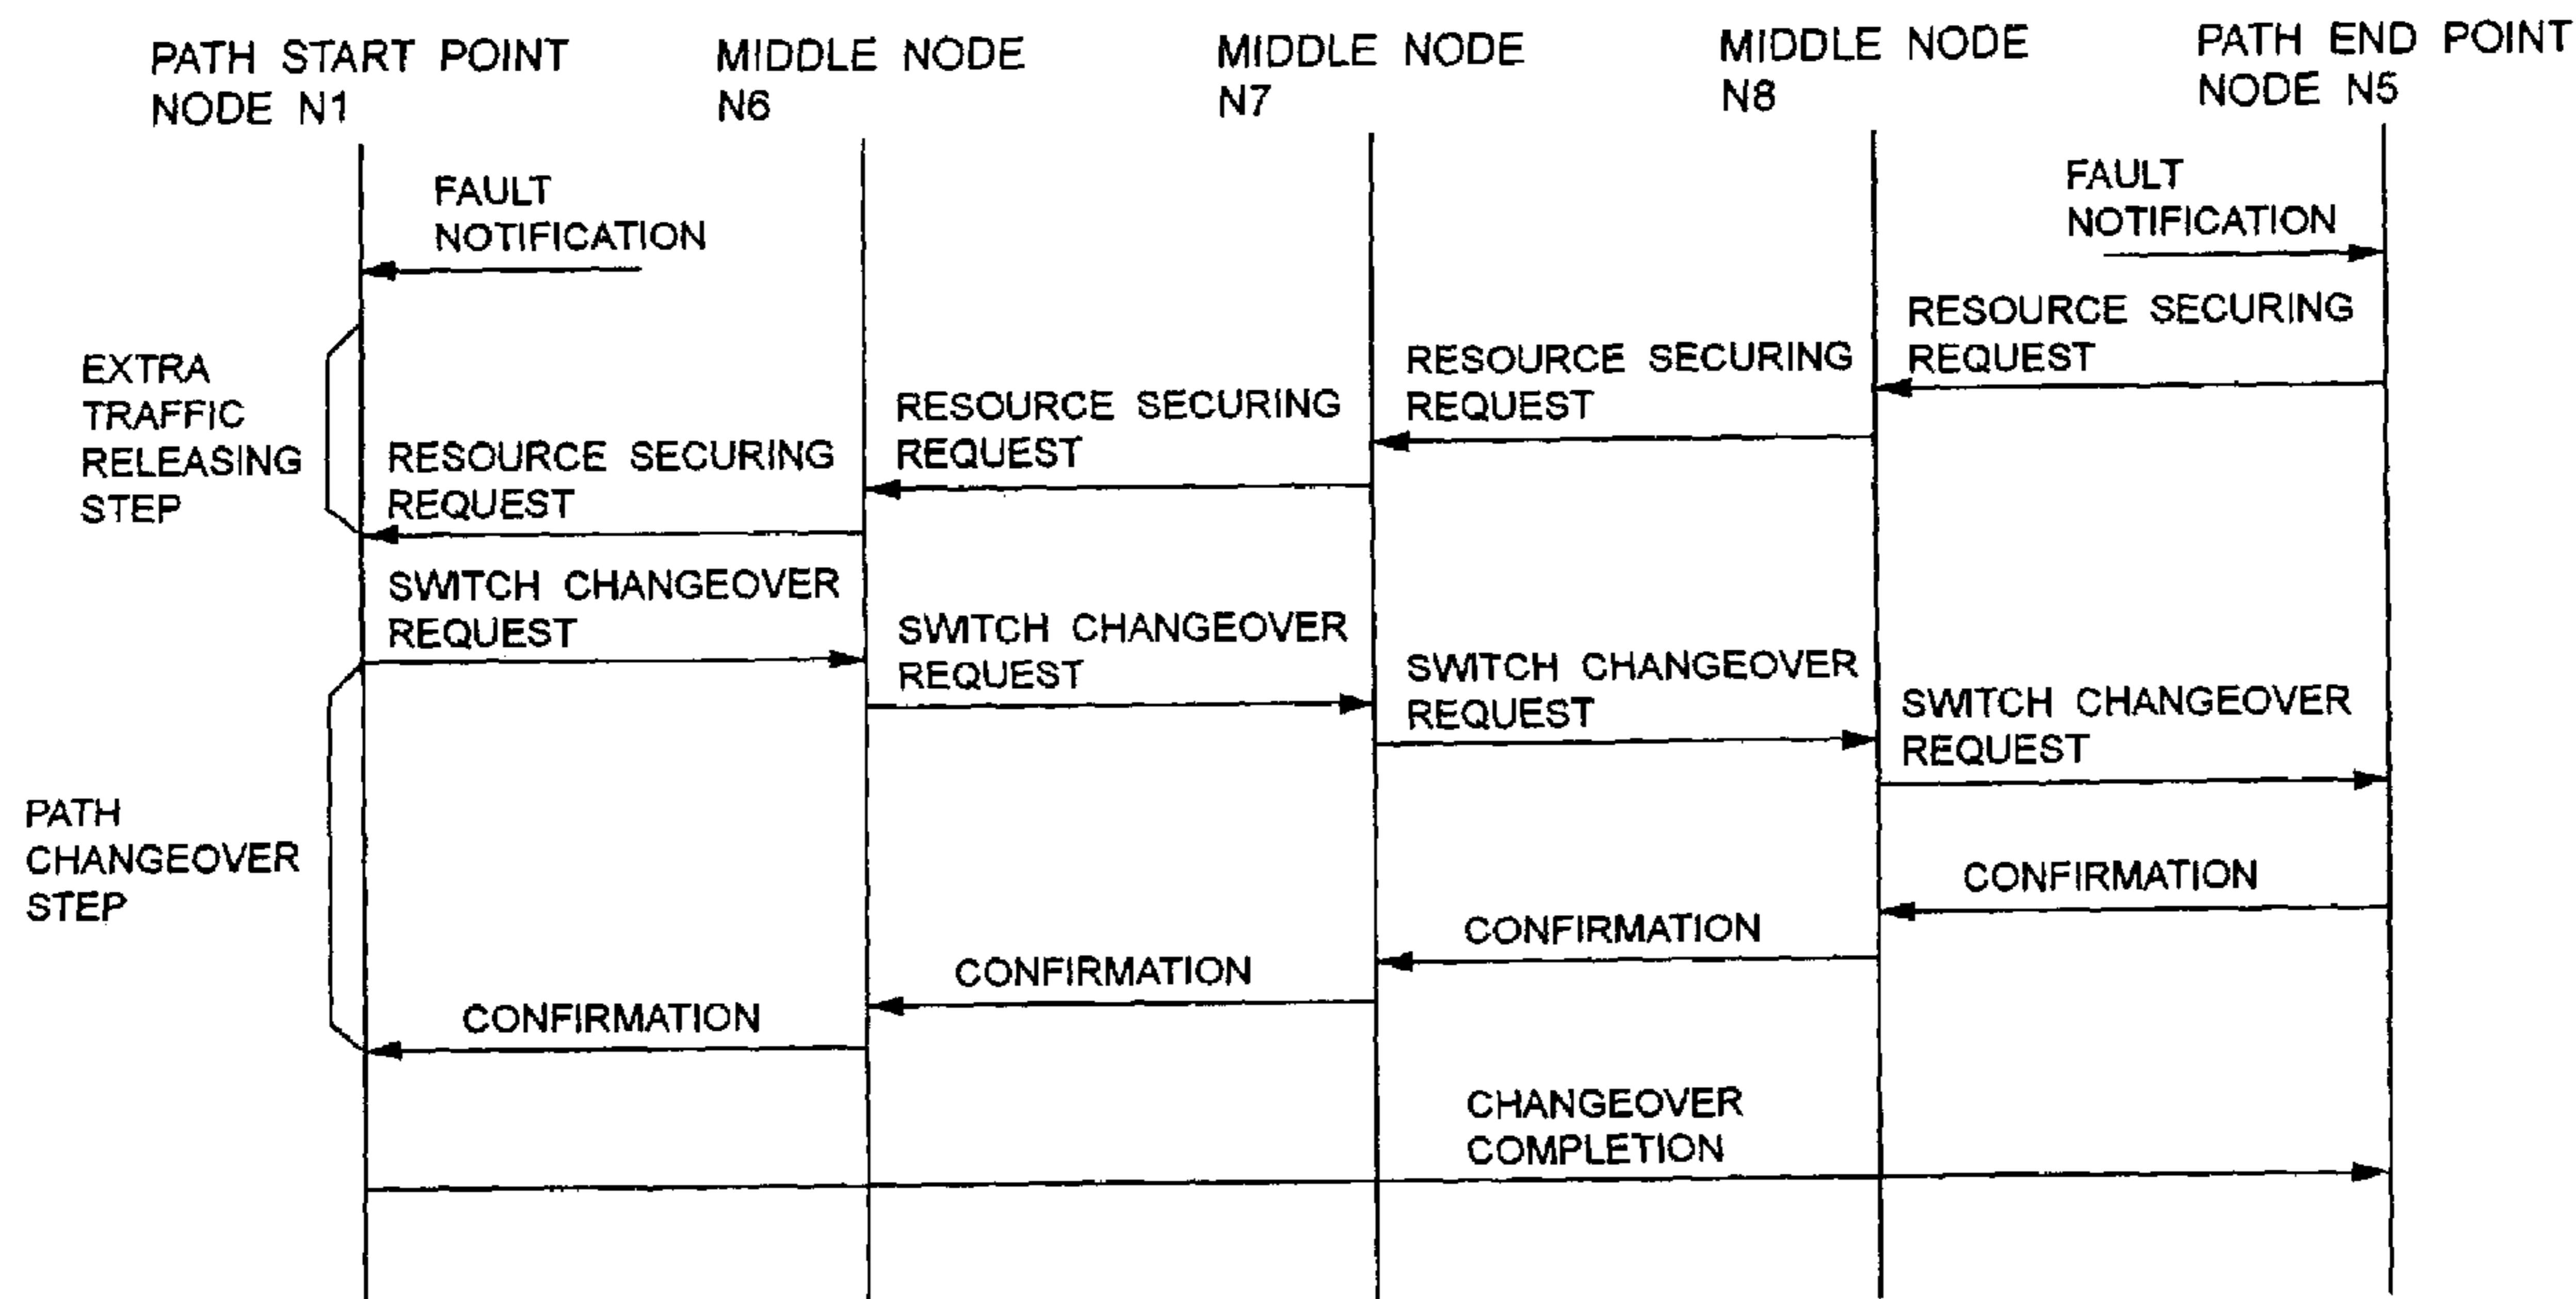 PATH START POINT
NODE N1
MIDDLE NODE
N6
MIDDLE NODE
N7
MIDDLE NODE
N8
PATH END POINT
NODE N5
FAULT
NOTIFICATION
FAULT
NOTIFICATION
RESOURCE SECURING
REQUEST
RESOURCE SECURING
REQUEST
RESOURCE SECURING
REQUEST
RESOURCE SECURING
REQUEST
EXTRA
TRAFFIC
RELEASING
STEP
SWITCH CHANGEOVER
REQUEST
SWITCH CHANGEOVER
REQUEST
SWITCH CHANGEOVER
REQUEST
SWITCH CHANGEOVER
REQUEST
PATH
CHANGEOVER
STEP
CONFIRMATION
CONFIRMATION
CONFIRMATION
CONFIRMATION
CHANGEOVER
COMPLETION